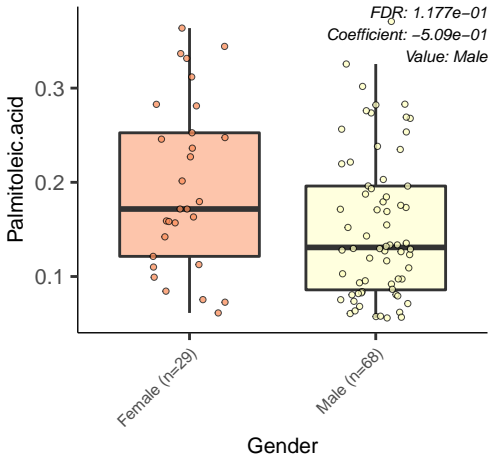 FDR: 1.177e−01
Coefficient: −5.09e−01
Value: Male
Palmitoleic.acid
0.3
0.2
0.1
Female (n=29)
Male (n=68)
Gender